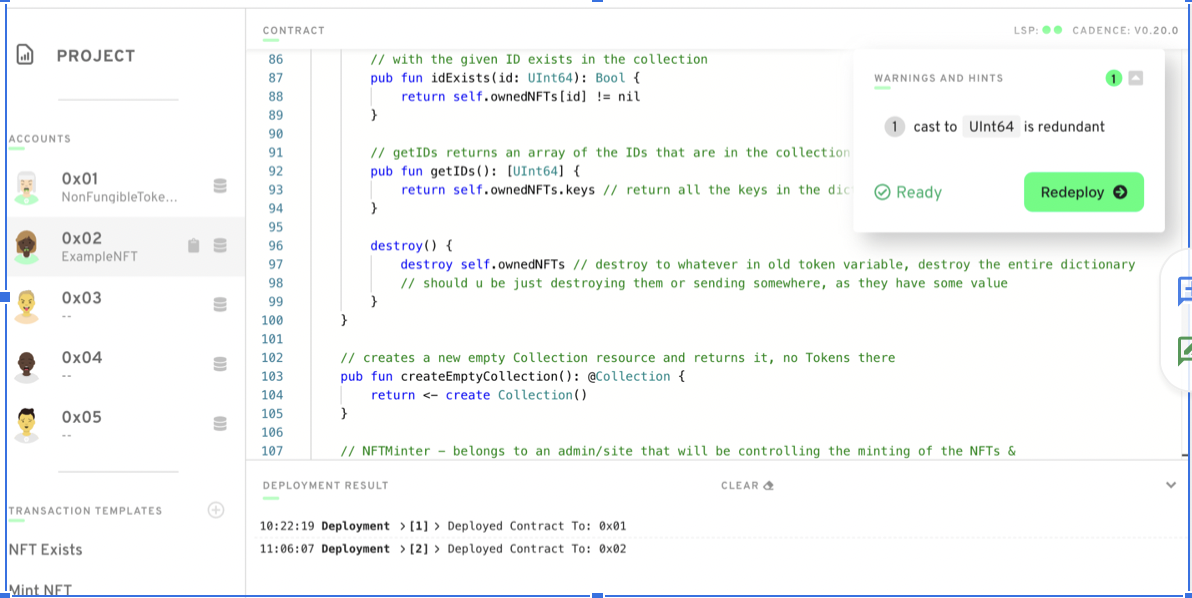 PROJECT
ACCOUNTS
0x01
NonFungibleToke...
0x02
ExampleNFT
0x03
--
0x04
--
0x05
--
TRANSACTION TEMPLATES
NFT Exists
Mint NFT
CONTRACT
LSP: CADENCE: V0.20.0
86 // with the given ID exists in the collection
87 pub fun idExists(id: UInt64): Bool {
88 return self.ownedNFTs[id] != nil
89 }
90
91 // getIDs returns an array of the IDs that are in the collection
92 pub fun getIDs(): [UInt64] {
93 return self.ownedNFTs.keys // return all the keys in the dic
94 }
95
96 destroy() {
97 destroy self.ownedNFTs // destroy to whatever in old token variable, destroy the entire dictionary
98 // should u be just destroying them or sending somewhere, as they have some value
99 }
100 }
101
102 // creates a new empty Collection resource and returns it, no Tokens there
103 pub fun createEmptyCollection(): @Collection {
104 return <- create Collection()
105 }
106
107 // NFTMinter - belongs to an admin/site that will be controlling the minting of the NFTs &
WARNINGS AND HINTS 1
1 cast to UInt64 is redundant
Ready Redeploy
DEPLOYMENT RESULT CLEAR
10:22:19 Deployment > [1] > Deployed Contract To: 0x01
11:06:07 Deployment > [2] > Deployed Contract To: 0x02